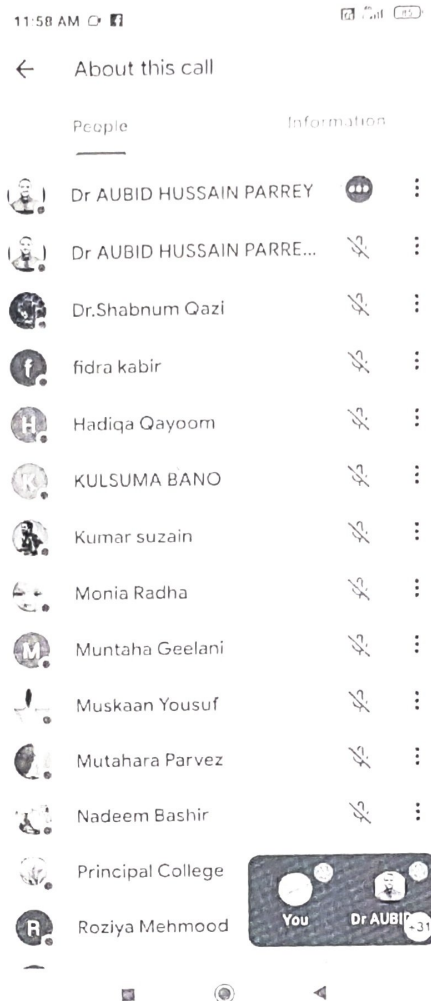 11:58 AM
About this call
People Information
Dr AUBID HUSSAIN PARREY
Dr AUBID HUSSAIN PARRE...
Dr.Shabnum Qazi
f fidra kabir
H Hadiqa Qayoom
K KULSUMA BANO
Kumar suzain
Monia Radha
M Muntaha Geelani
Muskaan Yousuf
Mutahara Parvez
Nadeem Bashir
Principal College
R Roziya Mehmood
You Dr AUBID +31